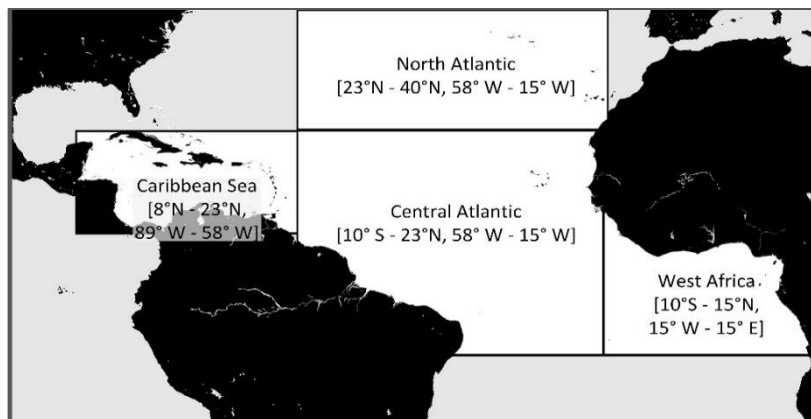 North Atlantic
[23°N - 40°N, 58° W - 15° W]
Caribbean Sea
[8°N - 23°N,
89° W - 58° W]
Central Atlantic
[10° S - 23°N, 58° W - 15° W]
West Africa
[10°S - 15°N,
15° W - 15° E]